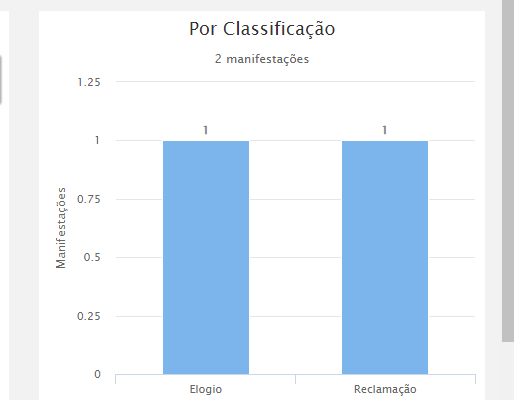 Por Classificação
2 manifestações
1.25
1
0.75
0.5
0.25
0
Manifestações
1
1
Elogio
Reclamação